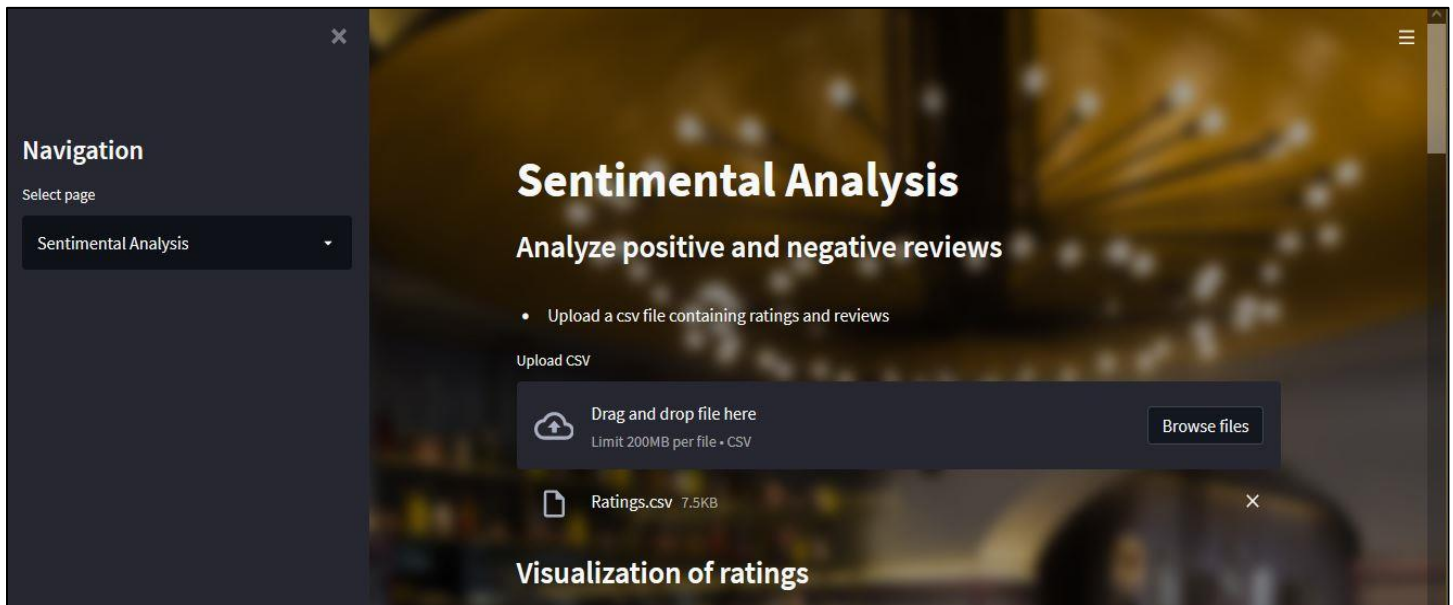 Navigation
Select page
Sentimental Analysis
Sentimental Analysis
Analyze positive and negative reviews
• Upload a csv file containing ratings and reviews
Upload CSV
Drag and drop file here
Limit 200MB per file • CSV
Browse files
Ratings.csv 7.5KB
Visualization of ratings